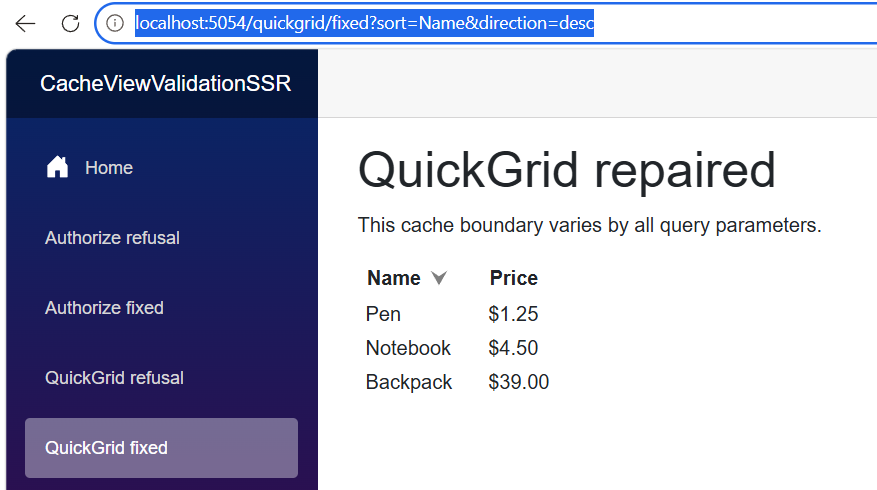 localhost:5054/quickgrid/fixed?sort=Name&direction=desc
CacheViewValidationSSR
Home
Authorize refusal
Authorize fixed
QuickGrid refusal
QuickGrid fixed
QuickGrid repaired
This cache boundary varies by all query parameters.
Name Price
Pen $1.25
Notebook $4.50
Backpack $39.00